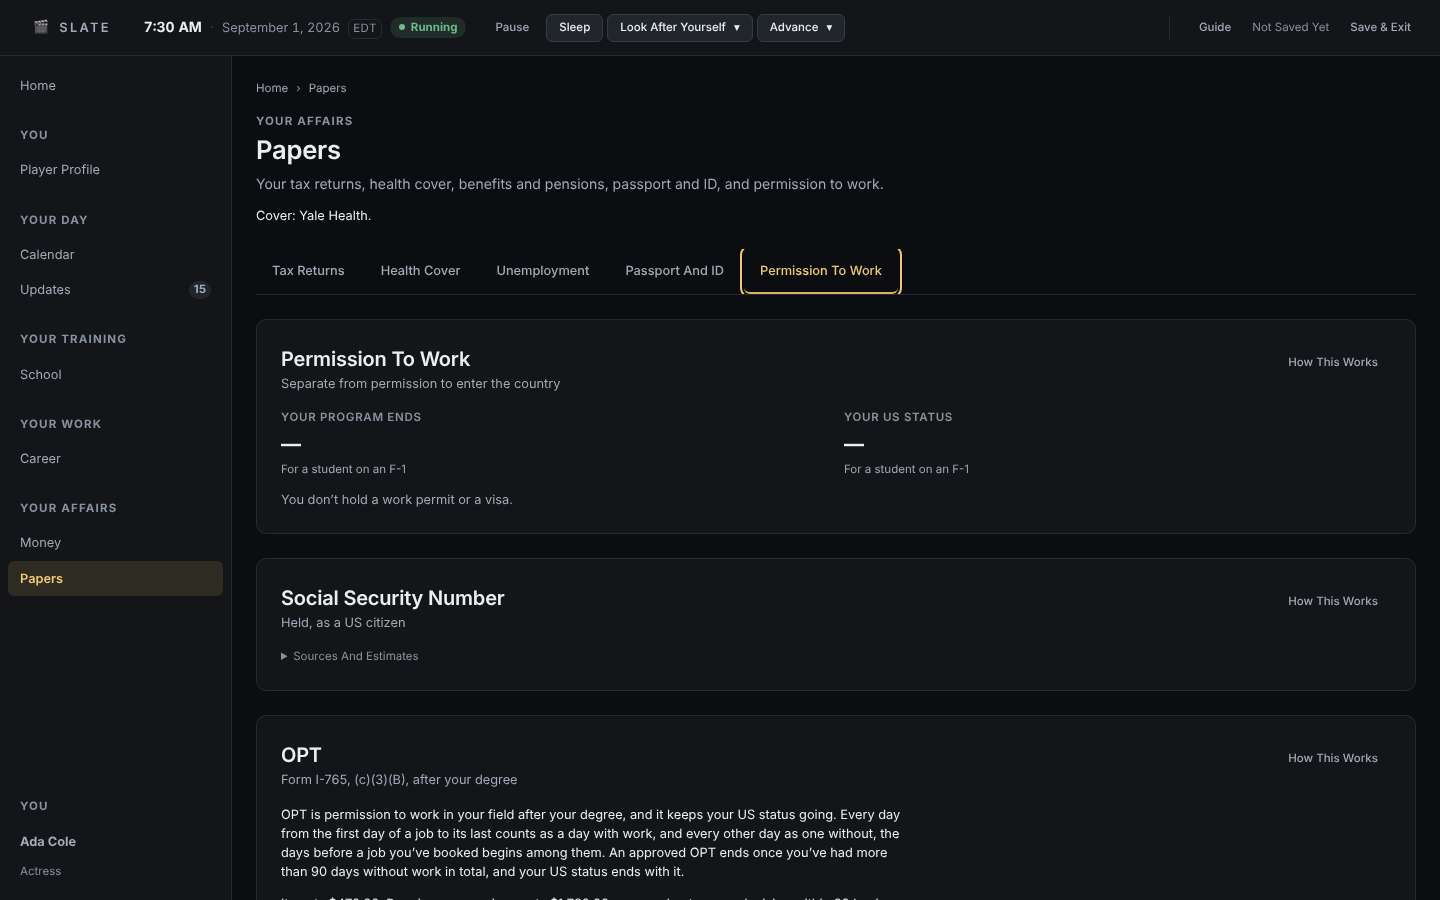 SLATE
7:30 AM · September 1, 2026 EDT Running
Pause
Sleep
Look After Yourself ▾
Advance ▾
Guide
Not Saved Yet
Save & Exit
Home
YOU
Player Profile
YOUR DAY
Calendar
Updates 15
YOUR TRAINING
School
YOUR WORK
Career
YOUR AFFAIRS
Money
Papers
YOU
Ada Cole
Actress
Home › Papers
YOUR AFFAIRS
Papers
Your tax returns, health cover, benefits and pensions, passport and ID, and permission to work.
Cover: Yale Health.
Tax Returns
Health Cover
Unemployment
Passport And ID
Permission To Work
Permission To Work
How This Works
Separate from permission to enter the country
YOUR PROGRAM ENDS
—
For a student on an F-1
YOUR US STATUS
—
For a student on an F-1
You don’t hold a work permit or a visa.
Social Security Number
How This Works
Held, as a US citizen
▶ Sources And Estimates
OPT
How This Works
Form I-765, (c)(3)(B), after your degree
OPT is permission to work in your field after your degree, and it keeps your US status going. Every day
from the first day of a job to its last counts as a day with work, and every other day as one without, the
days before a job you’ve booked begins among them. An approved OPT ends once you’ve had more
than 90 days without work in total, and your US status ends with it.